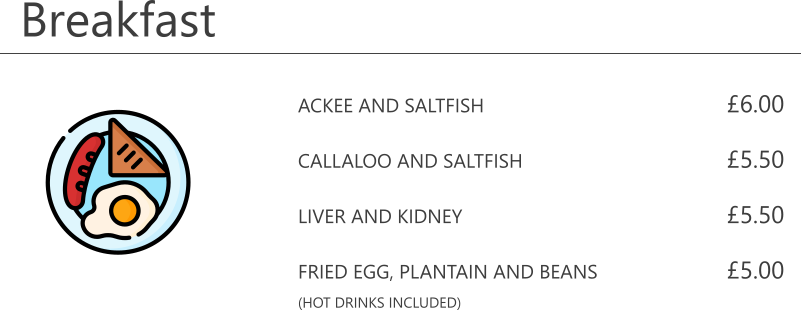 Breakfast
ACKEE AND SALTFISH £6.00
CALLALOO AND SALTFISH £5.50
LIVER AND KIDNEY £5.50
FRIED EGG, PLANTAIN AND BEANS £5.00
(HOT DRINKS INCLUDED)